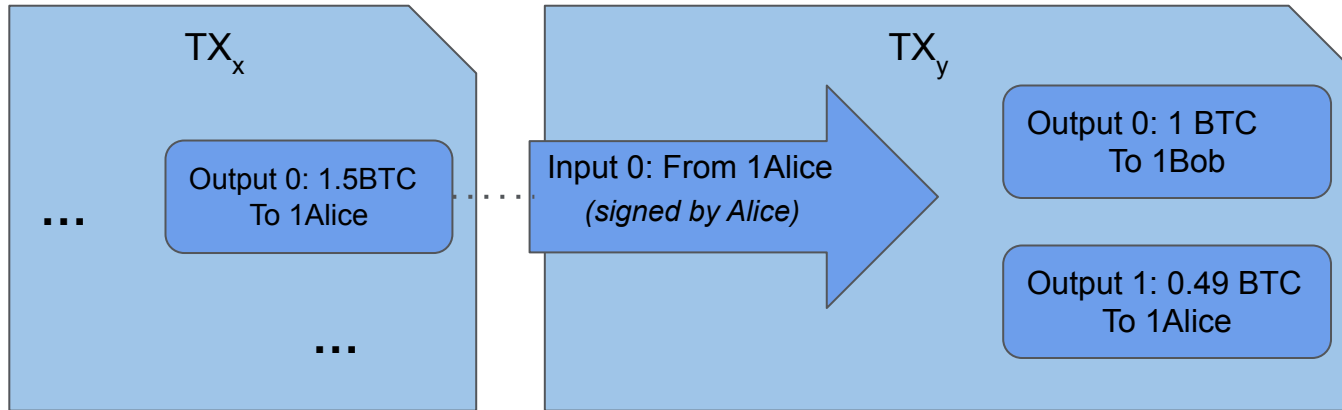 TXx
TXy
...
Output 0: 1.5BTC
To 1Alice
...
Input 0: From 1Alice
(signed by Alice)
Output 0: 1 BTC
To 1Bob
Output 1: 0.49 BTC
To 1Alice